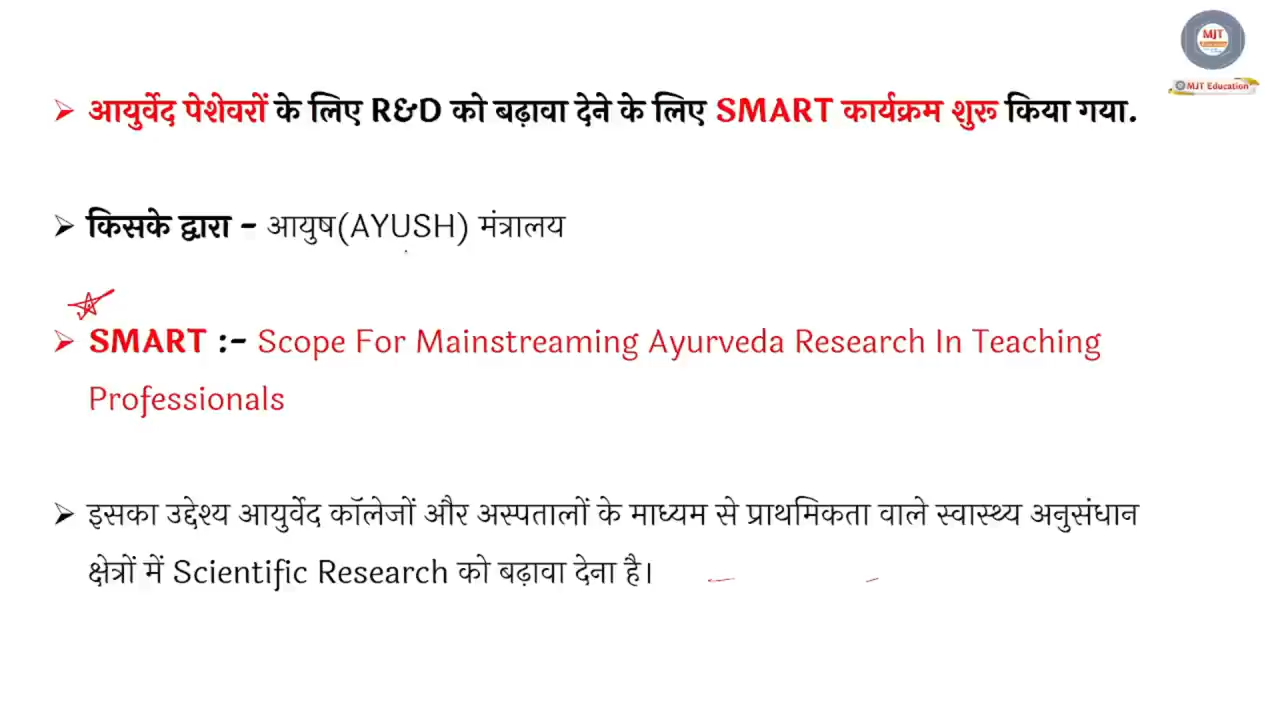 MJT
MJT Education
➢ आयुर्वेद पेशेवरों के लिए R&D को बढ़ावा देने के लिए SMART कार्यक्रम शुरू किया गया.
➢ किसके द्वारा - आयुष(AYUSH) मंत्रालय
➢ SMART :- Scope For Mainstreaming Ayurveda Research In Teaching
Professionals
➢ इसका उद्देश्य आयुर्वेद कॉलेजों और अस्पतालों के माध्यम से प्राथमिकता वाले स्वास्थ्य अनुसंधान
क्षेत्रों में Scientific Research को बढ़ावा देना है।